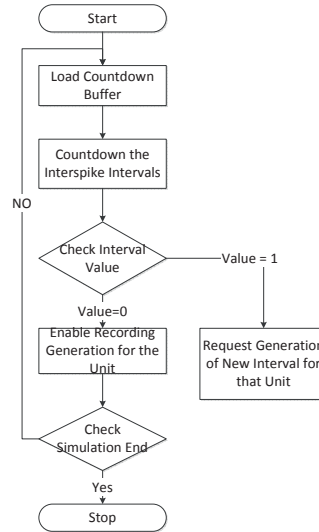 Start
Load Countdown
Buffer
Countdown the
Interspike Intervals
NO
Check Interval
Value
Value = 1
Value=0
Enable Recording
Generation for the
Unit
Request Generation
of New Interval for
that Unit
Check
Simulation End
Yes
Stop